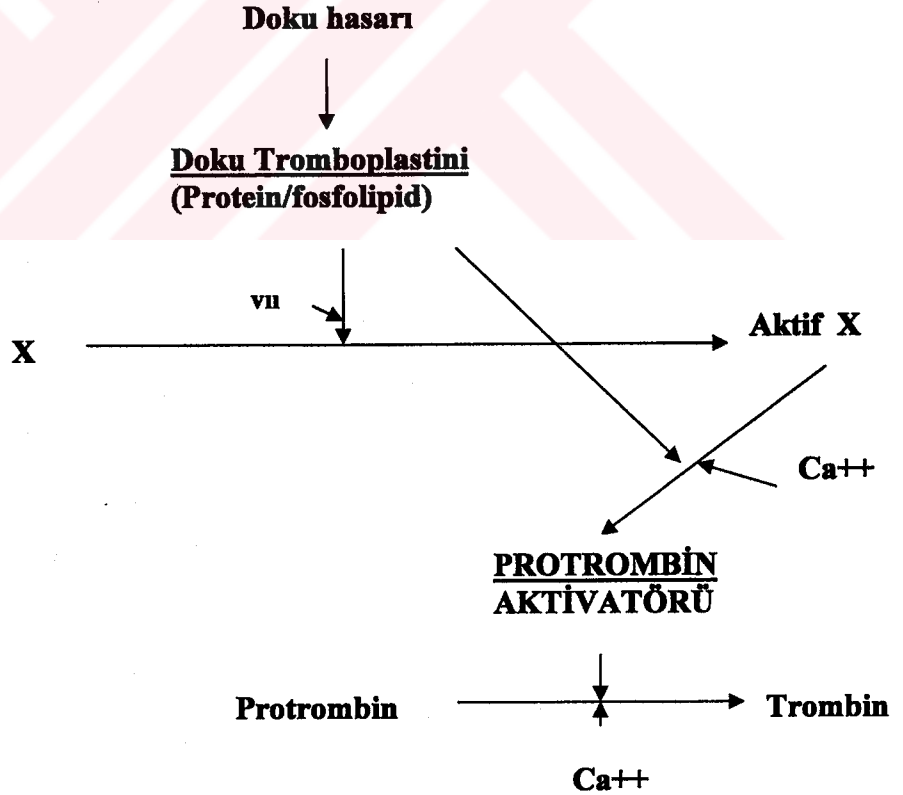 Doku hasarı
Doku Tromboplastini
(Protein/fosfolipid)
vıı
Aktif X
X
Ca++
PROTROMBİN
AKTİVATÖRÜ
Protrombin
Trombin
Ca++